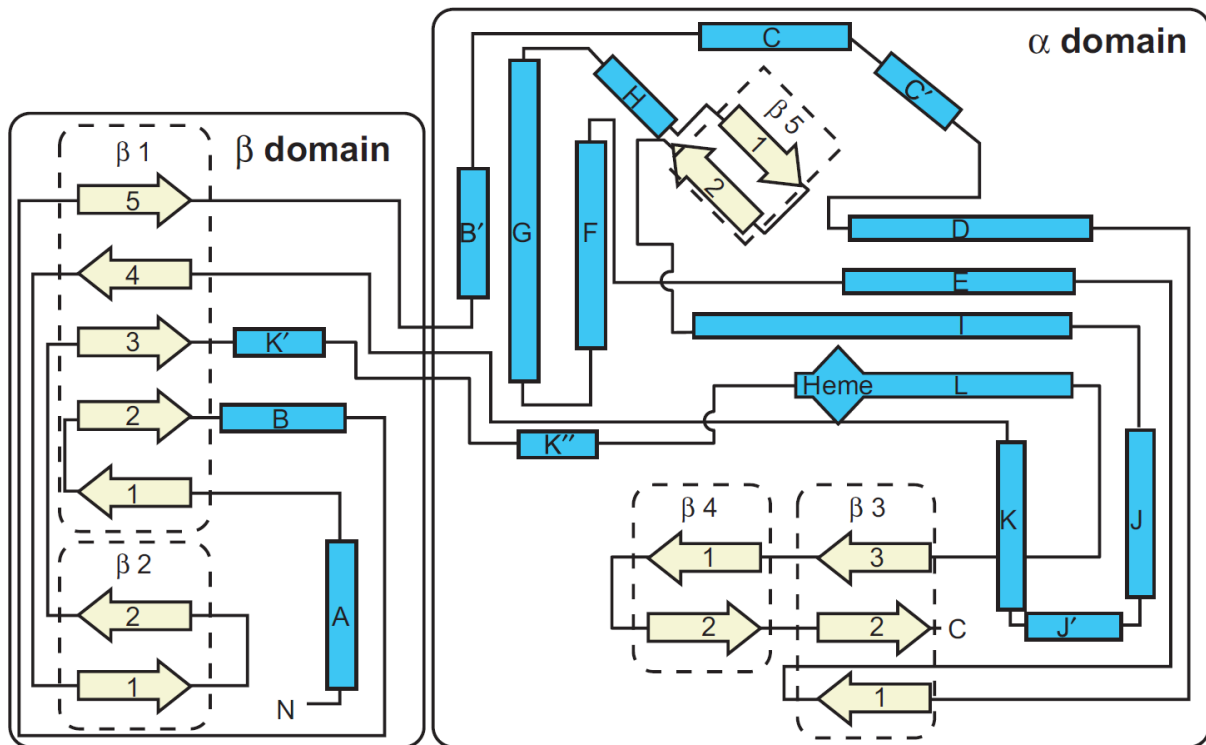 α domain
C
C′
H
β 5
1
2
β domain
β 1
5
4
3
2
1
K′
B
B′
G
F
D
E
I
Heme
L
K″
K
J
J′
β 2
2
1
A
N
β 4
1
2
β 3
3
2
1
C